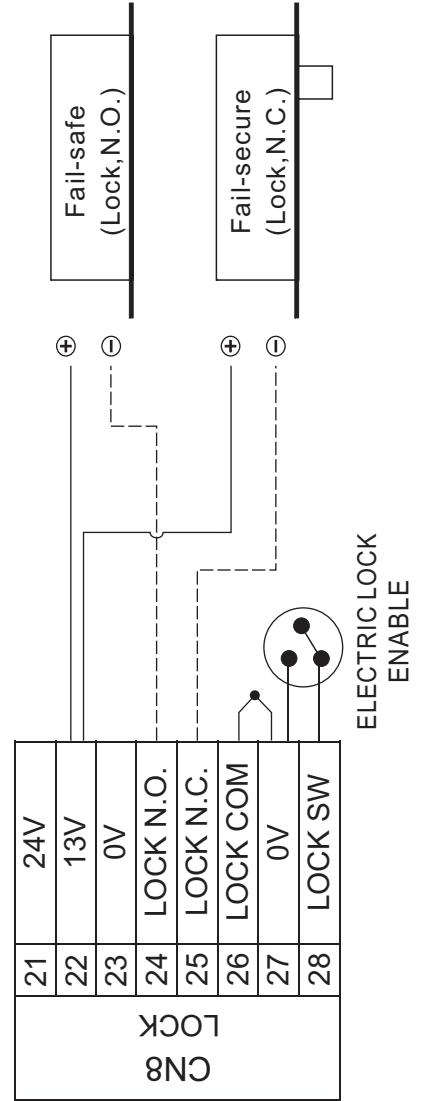 Fail-safe
(Lock,N.O.)
Fail-secure
(Lock,N.C.)
+
−
+
−
ELECTRIC LOCK
ENABLE
21 24V
22 13V
23 0V
24 LOCK N.O.
25 LOCK N.C.
26 LOCK COM
27 0V
28 LOCK SW
CN8
LOCK